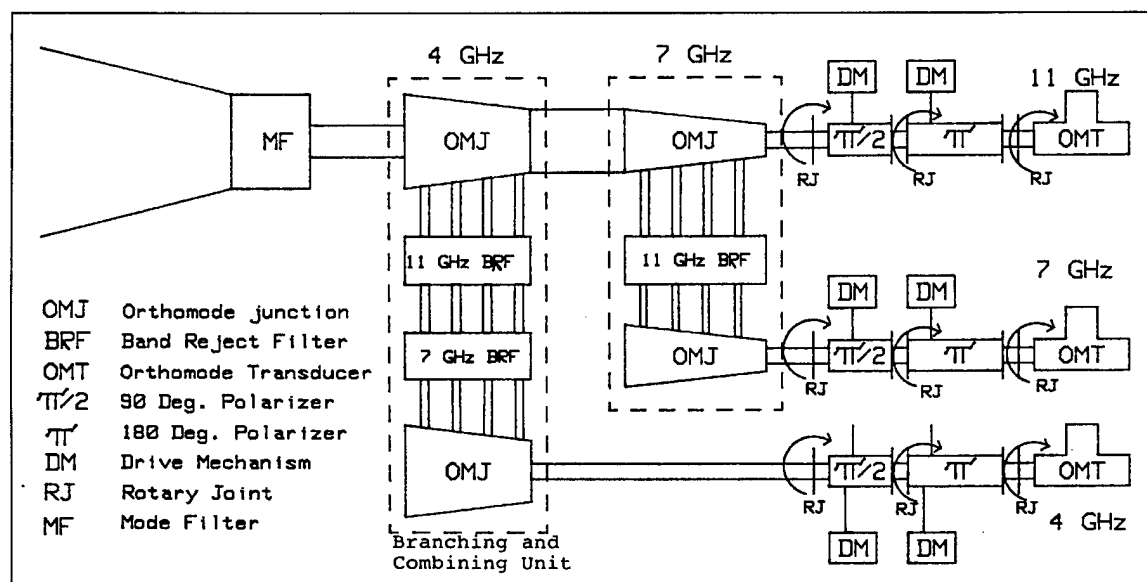 4 GHz
7 GHz
DM
DM
11 GHz
MF
OMJ
OMJ
π/2
π
OMT
RJ
RJ
RJ
11 GHz BRF
11 GHz BRF
7 GHz
DM
DM
7 GHz BRF
OMJ
π/2
π
OMT
RJ
RJ
RJ
OMJ
π/2
π
OMT
RJ
RJ
RJ
4 GHz
DM
DM
OMJ Orthomode junction
BRF Band Reject Filter
OMT Orthomode Transducer
π/2 90 Deg. Polarizer
π 180 Deg. Polarizer
DM Drive Mechanism
RJ Rotary Joint
MF Mode Filter
Branching and
Combining Unit